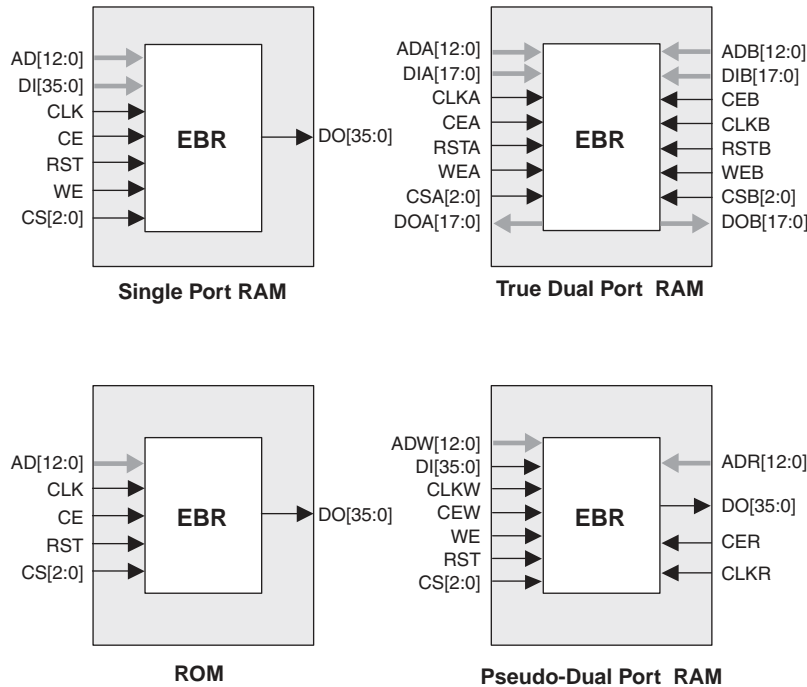 AD[12:0]
DI[35:0]
CLK
CE
RST
WE
CS[2:0]
EBR
DO[35:0]
Single Port RAM
ADA[12:0]
DIA[17:0]
CLKA
CEA
RSTA
WEA
CSA[2:0]
DOA[17:0]
EBR
ADB[12:0]
DIB[17:0]
CEB
CLKB
RSTB
WEB
CSB[2:0]
DOB[17:0]
True Dual Port RAM
AD[12:0]
CLK
CE
RST
CS[2:0]
EBR
DO[35:0]
ROM
ADW[12:0]
DI[35:0]
CLKW
CEW
WE
RST
CS[2:0]
EBR
ADR[12:0]
DO[35:0]
CER
CLKR
Pseudo-Dual Port RAM